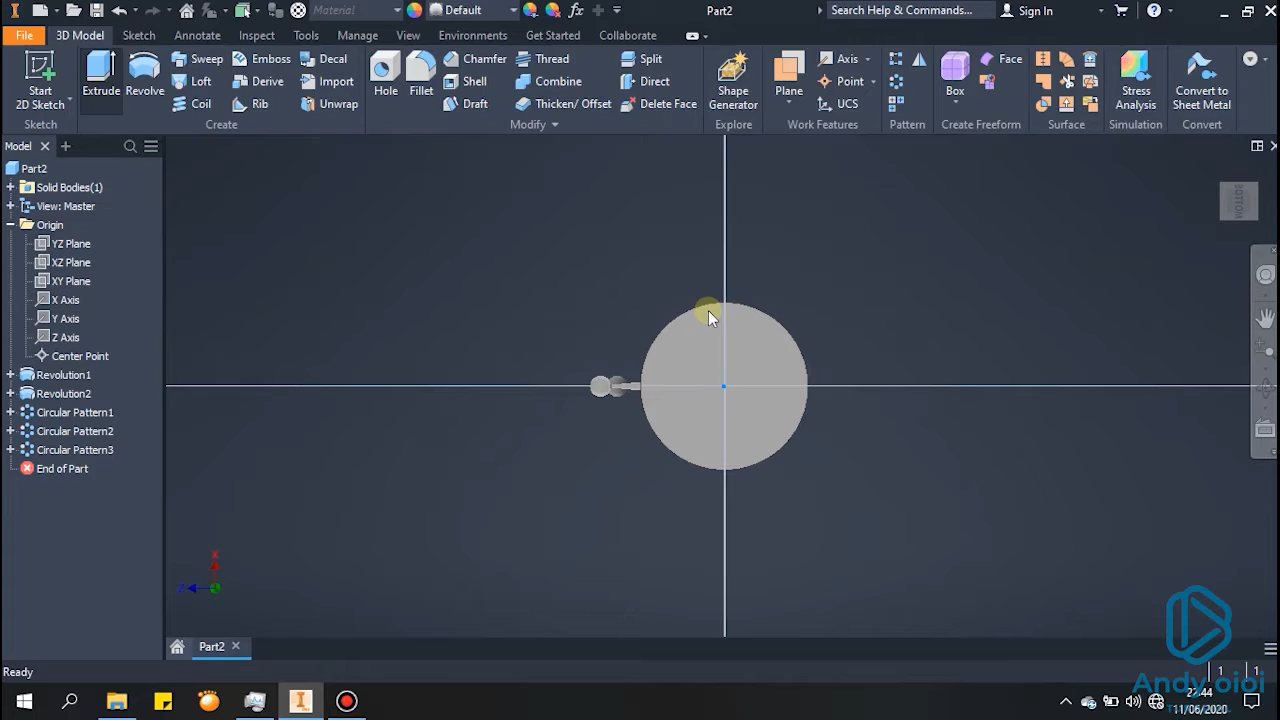 Material
Default
Part2
Search Help & Commands...
Sign In
File
3D Model
Sketch
Annotate
Inspect
Tools
Manage
View
Environments
Get Started
Collaborate
Start
2D Sketch
Extrude
Revolve
Sweep
Loft
Coil
Emboss
Derive
Rib
Decal
Import
Unwrap
Hole
Fillet
Chamfer
Shell
Draft
Thread
Combine
Thicken/ Offset
Split
Direct
Delete Face
Shape
Generator
Plane
Axis
Point
UCS
Box
Face
Stress
Analysis
Convert to
Sheet Metal
Sketch
Create
Modify
Explore
Work Features
Pattern
Create Freeform
Surface
Simulation
Convert
Model
Part2
Solid Bodies(1)
View: Master
Origin
YZ Plane
XZ Plane
XY Plane
X Axis
Y Axis
Z Axis
Center Point
Revolution1
Revolution2
Circular Pattern1
Circular Pattern2
Circular Pattern3
End of Part
BOTTOM
X
Z
Part2
Ready
1
1
Andy oioi
23.44
11/06/2020